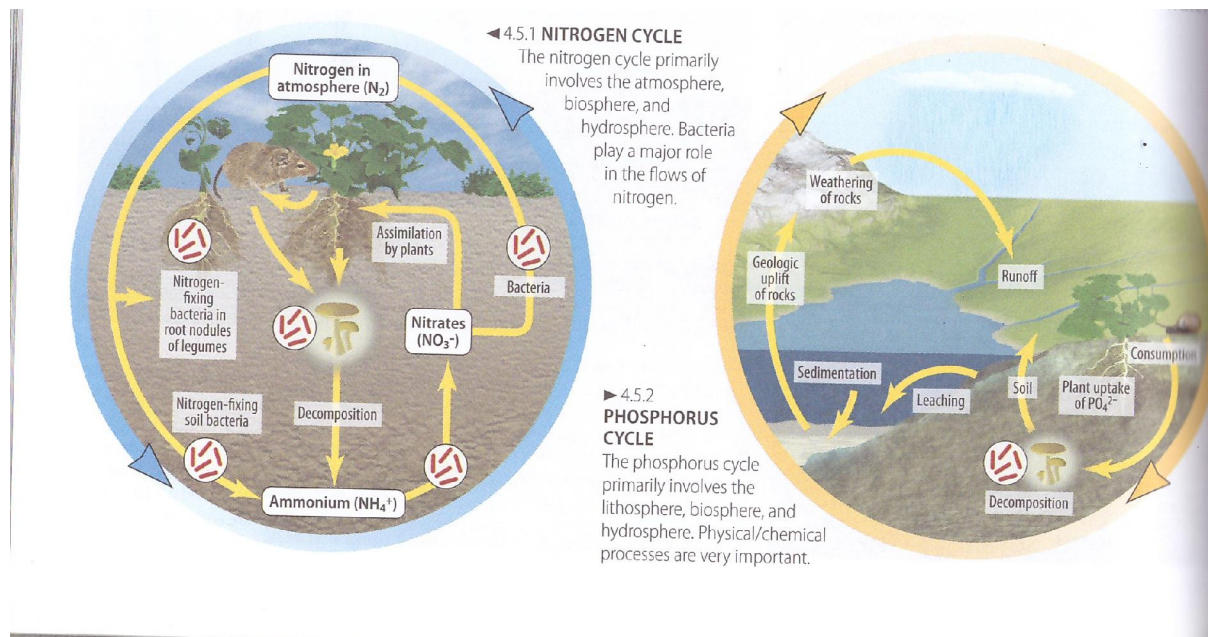 ◄ 4.5.1 NITROGEN CYCLE
The nitrogen cycle primarily
involves the atmosphere,
biosphere, and
hydrosphere. Bacteria
play a major role
in the flows of
nitrogen.
Nitrogen in
atmosphere (N₂)
Assimilation
by plants
Bacteria
Nitrogen-
fixing
bacteria in
root nodules
of legumes
Nitrates
(NO₃⁻)
Nitrogen-fixing
soil bacteria
Decomposition
Ammonium (NH₄⁺)
► 4.5.2
PHOSPHORUS
CYCLE
The phosphorus cycle
primarily involves the
lithosphere, biosphere, and
hydrosphere. Physical/chemical
processes are very important.
Weathering
of rocks
Geologic
uplift
of rocks
Runoff
Consumption
Sedimentation
Leaching
Soil
Plant uptake
of PO₄²⁻
Decomposition